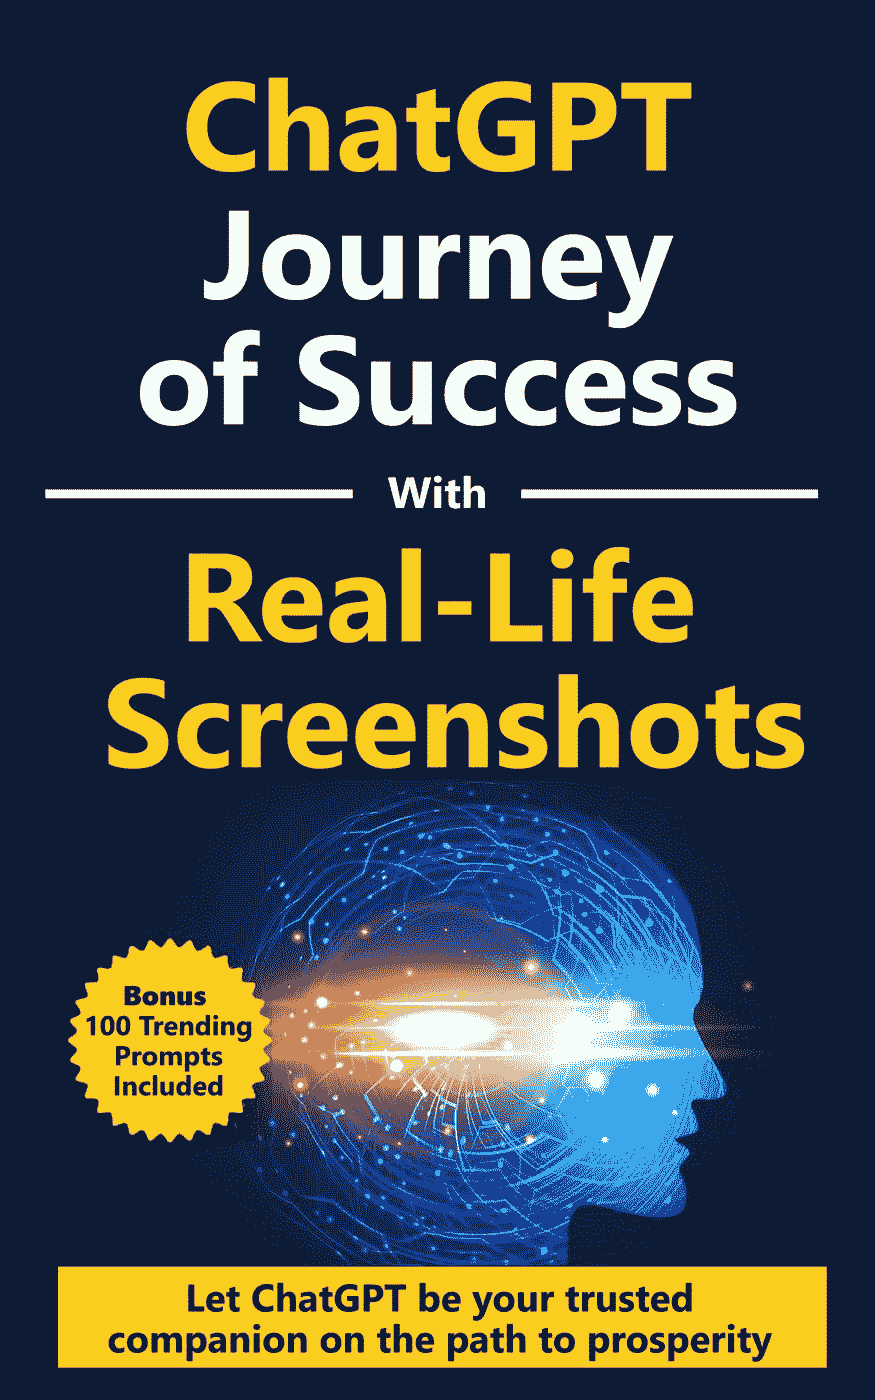 ChatGPT
Journey
of Success
With
Real-Life
Screenshots
Bonus
100 Trending
Prompts
Included
Let ChatGPT be your trusted
companion on the path to prosperity